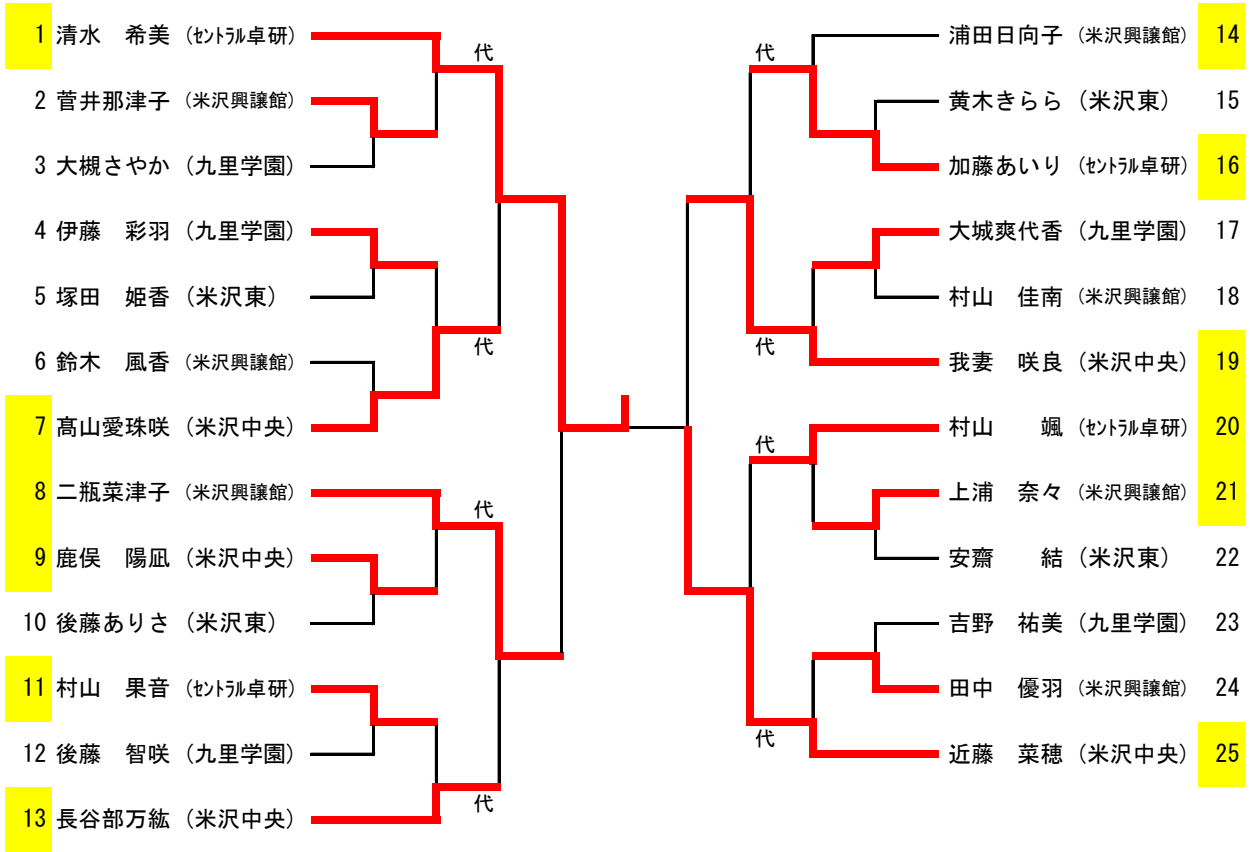 1 清水　希美 (ｾﾝﾄﾗﾙ卓研)
代
2 菅井那津子 (米沢興譲館)
3 大槻さやか (九里学園)
4 伊藤　彩羽 (九里学園)
5 塚田　姫香 (米沢東)
代
6 鈴木　風香 (米沢興譲館)
7 髙山愛珠咲 (米沢中央)
8 二瓶菜津子 (米沢興譲館)
代
9 鹿俣　陽凪 (米沢中央)
10 後藤ありさ (米沢東)
11 村山　果音 (ｾﾝﾄﾗﾙ卓研)
12 後藤　智咲 (九里学園)
代
13 長谷部万紘 (米沢中央)
浦田日向子 (米沢興譲館) 14
代
黄木きらら (米沢東) 15
加藤あいり (ｾﾝﾄﾗﾙ卓研) 16
大城爽代香 (九里学園) 17
村山　佳南 (米沢興譲館) 18
代
我妻　咲良 (米沢中央) 19
村山　　颯 (ｾﾝﾄﾗﾙ卓研) 20
代
上浦　奈々 (米沢興譲館) 21
安齋　　結 (米沢東) 22
吉野　祐美 (九里学園) 23
田中　優羽 (米沢興譲館) 24
代
近藤　菜穂 (米沢中央) 25